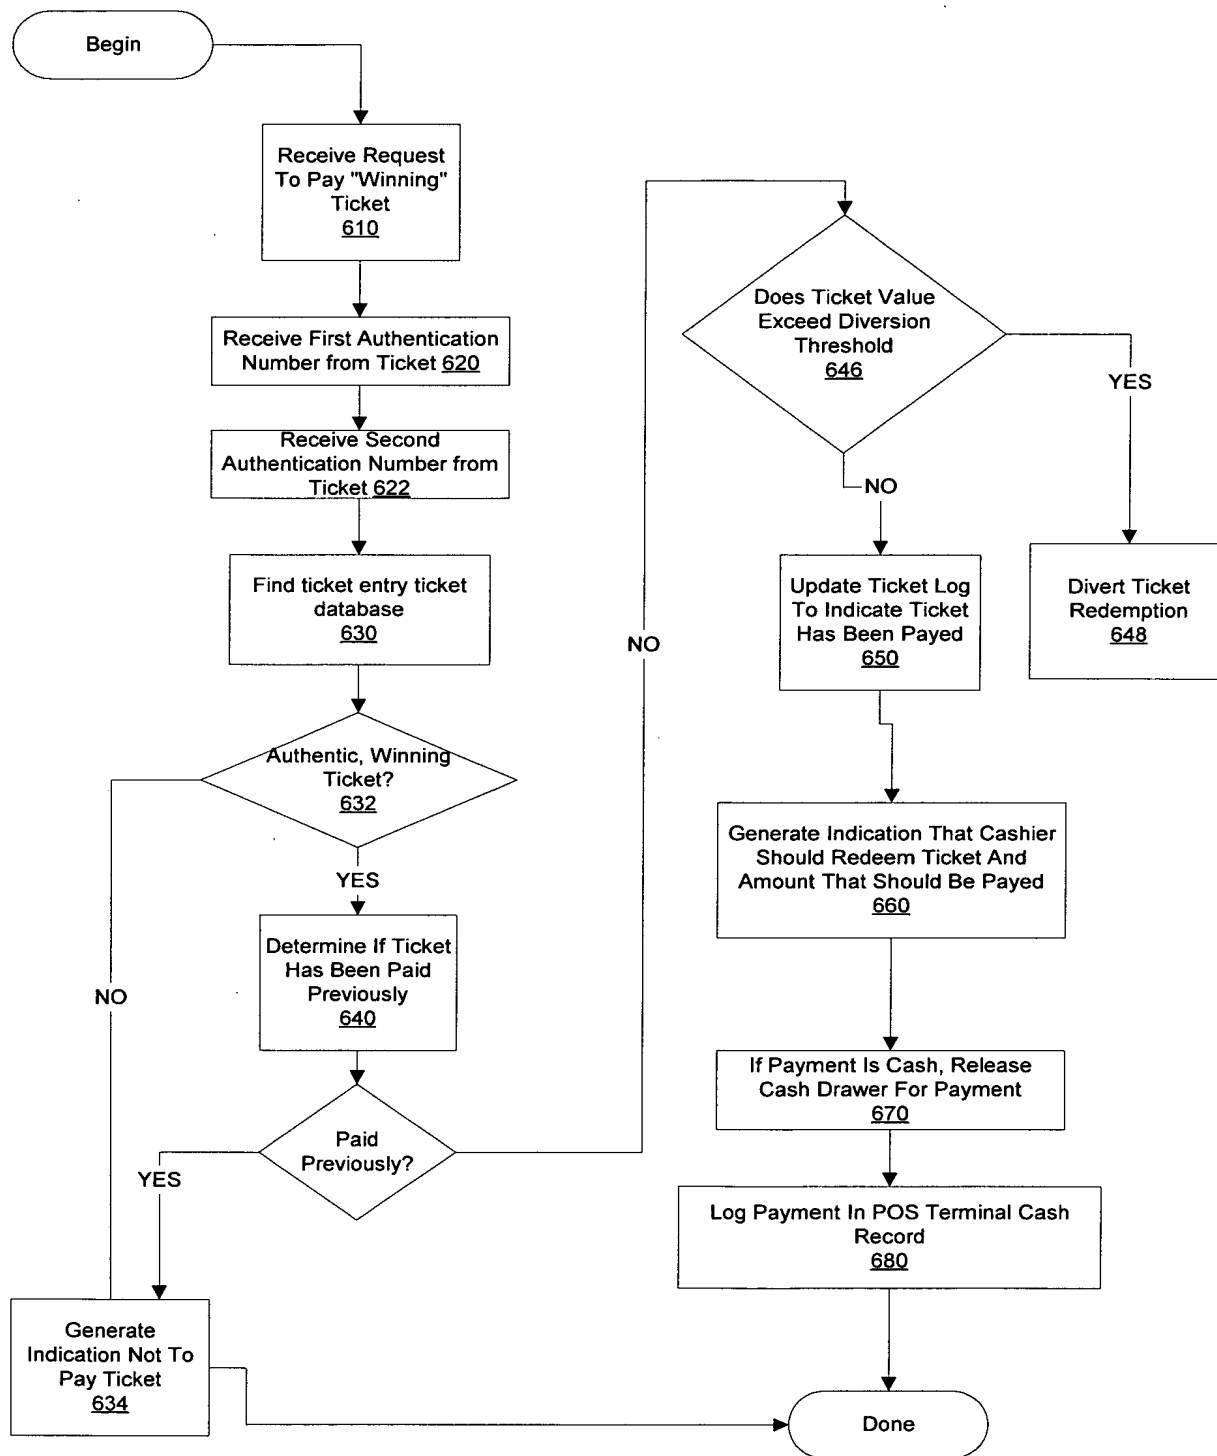 Begin
Receive Request
To Pay "Winning"
Ticket
610
Receive First Authentication
Number from Ticket 620
Receive Second
Authentication Number from
Ticket 622
Find ticket entry ticket
database
630
Authentic, Winning
Ticket?
632
YES
NO
Determine If Ticket
Has Been Paid
Previously
640
Paid
Previously?
YES
NO
Generate
Indication Not To
Pay Ticket
634
Does Ticket Value
Exceed Diversion
Threshold
646
YES
NO
Divert Ticket
Redemption
648
Update Ticket Log
To Indicate Ticket
Has Been Payed
650
Generate Indication That Cashier
Should Redeem Ticket And
Amount That Should Be Payed
660
If Payment Is Cash, Release
Cash Drawer For Payment
670
Log Payment In POS Terminal Cash
Record
680
Done